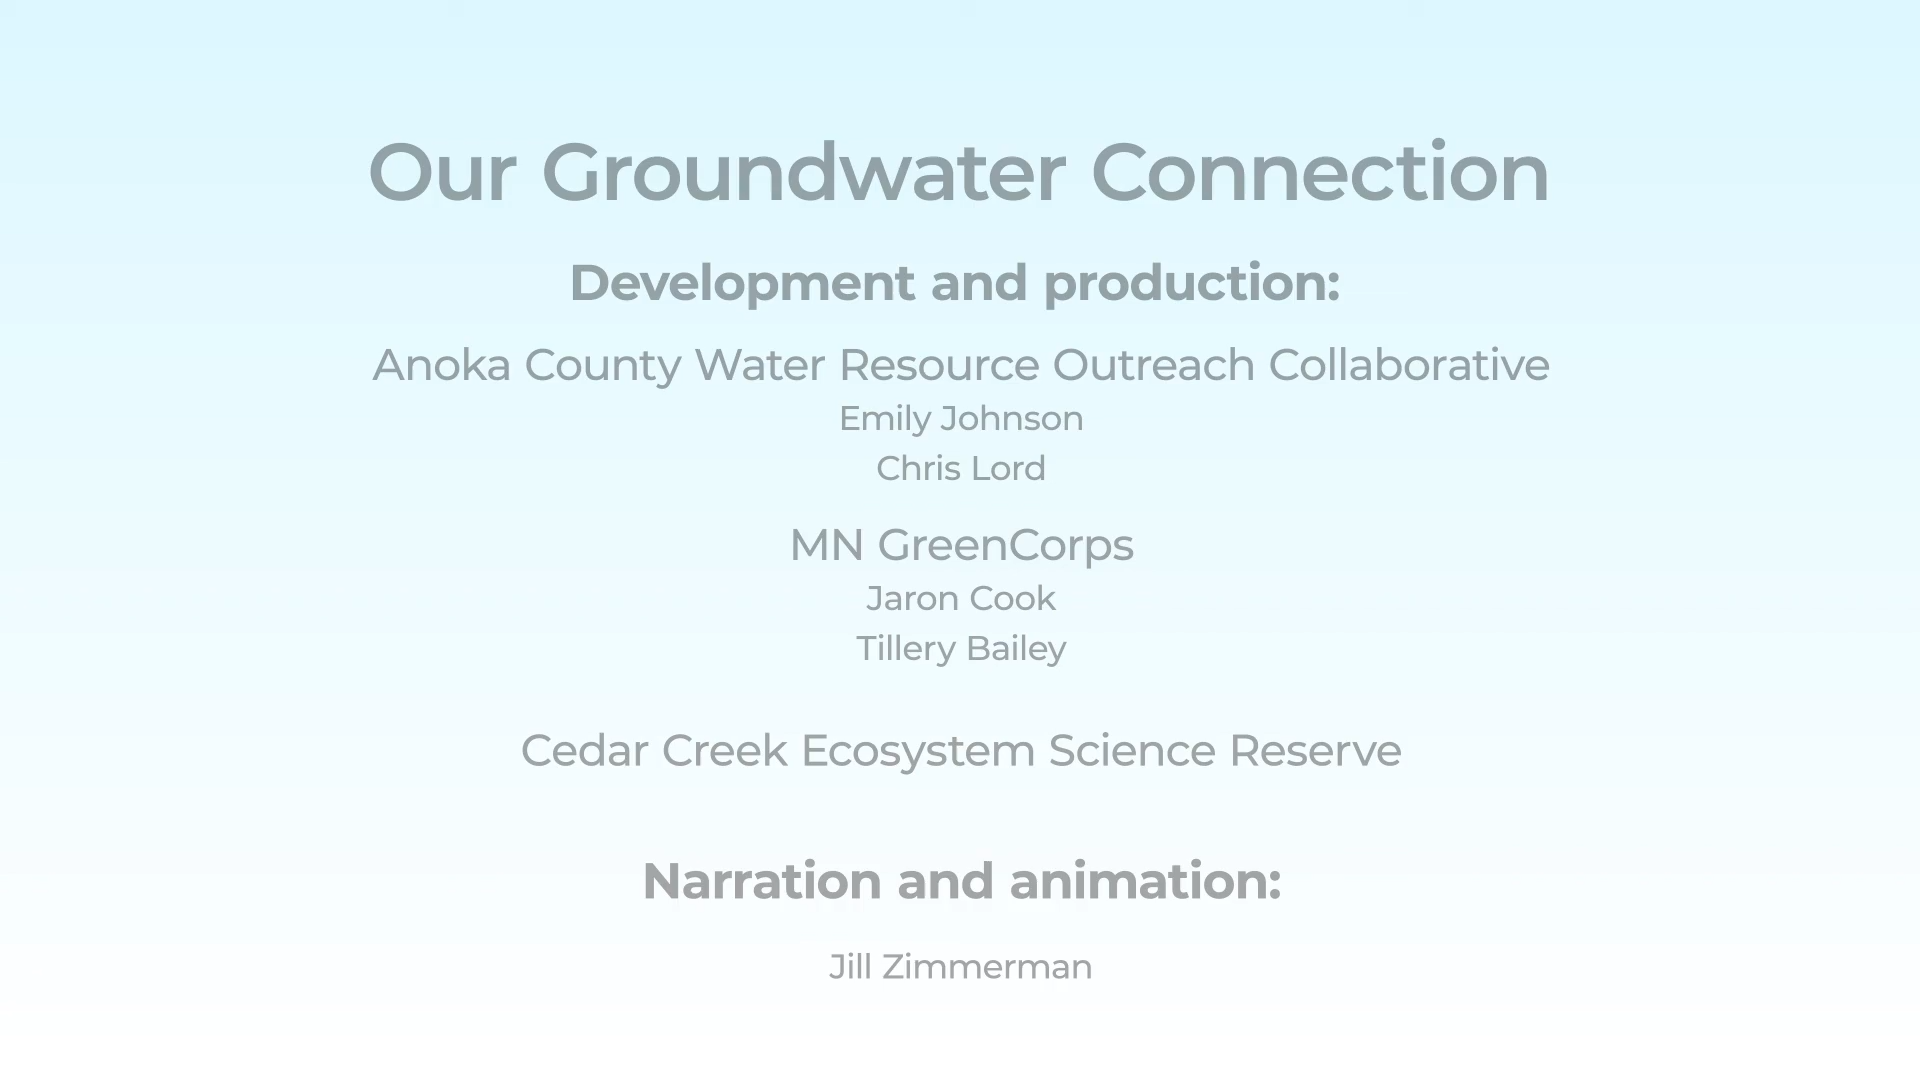 Our Groundwater Connection
Development and production:
Anoka County Water Resource Outreach Collaborative
Emily Johnson
Chris Lord
MN GreenCorps
Jaron Cook
Tillery Bailey
Cedar Creek Ecosystem Science Reserve
Narration and animation:
Jill Zimmerman